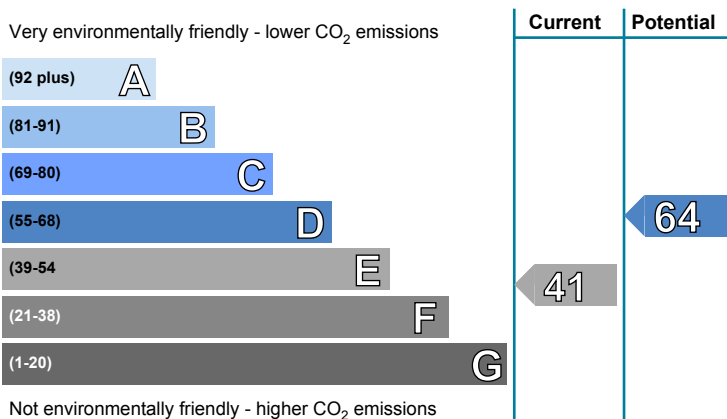 Current Potential
Very environmentally friendly - lower CO2 emissions
(92 plus) A
(81-91) B
(69-80) C
(55-68) D
64
(39-54 E
41
(21-38) F
(1-20) G
Not environmentally friendly - higher CO2 emissions